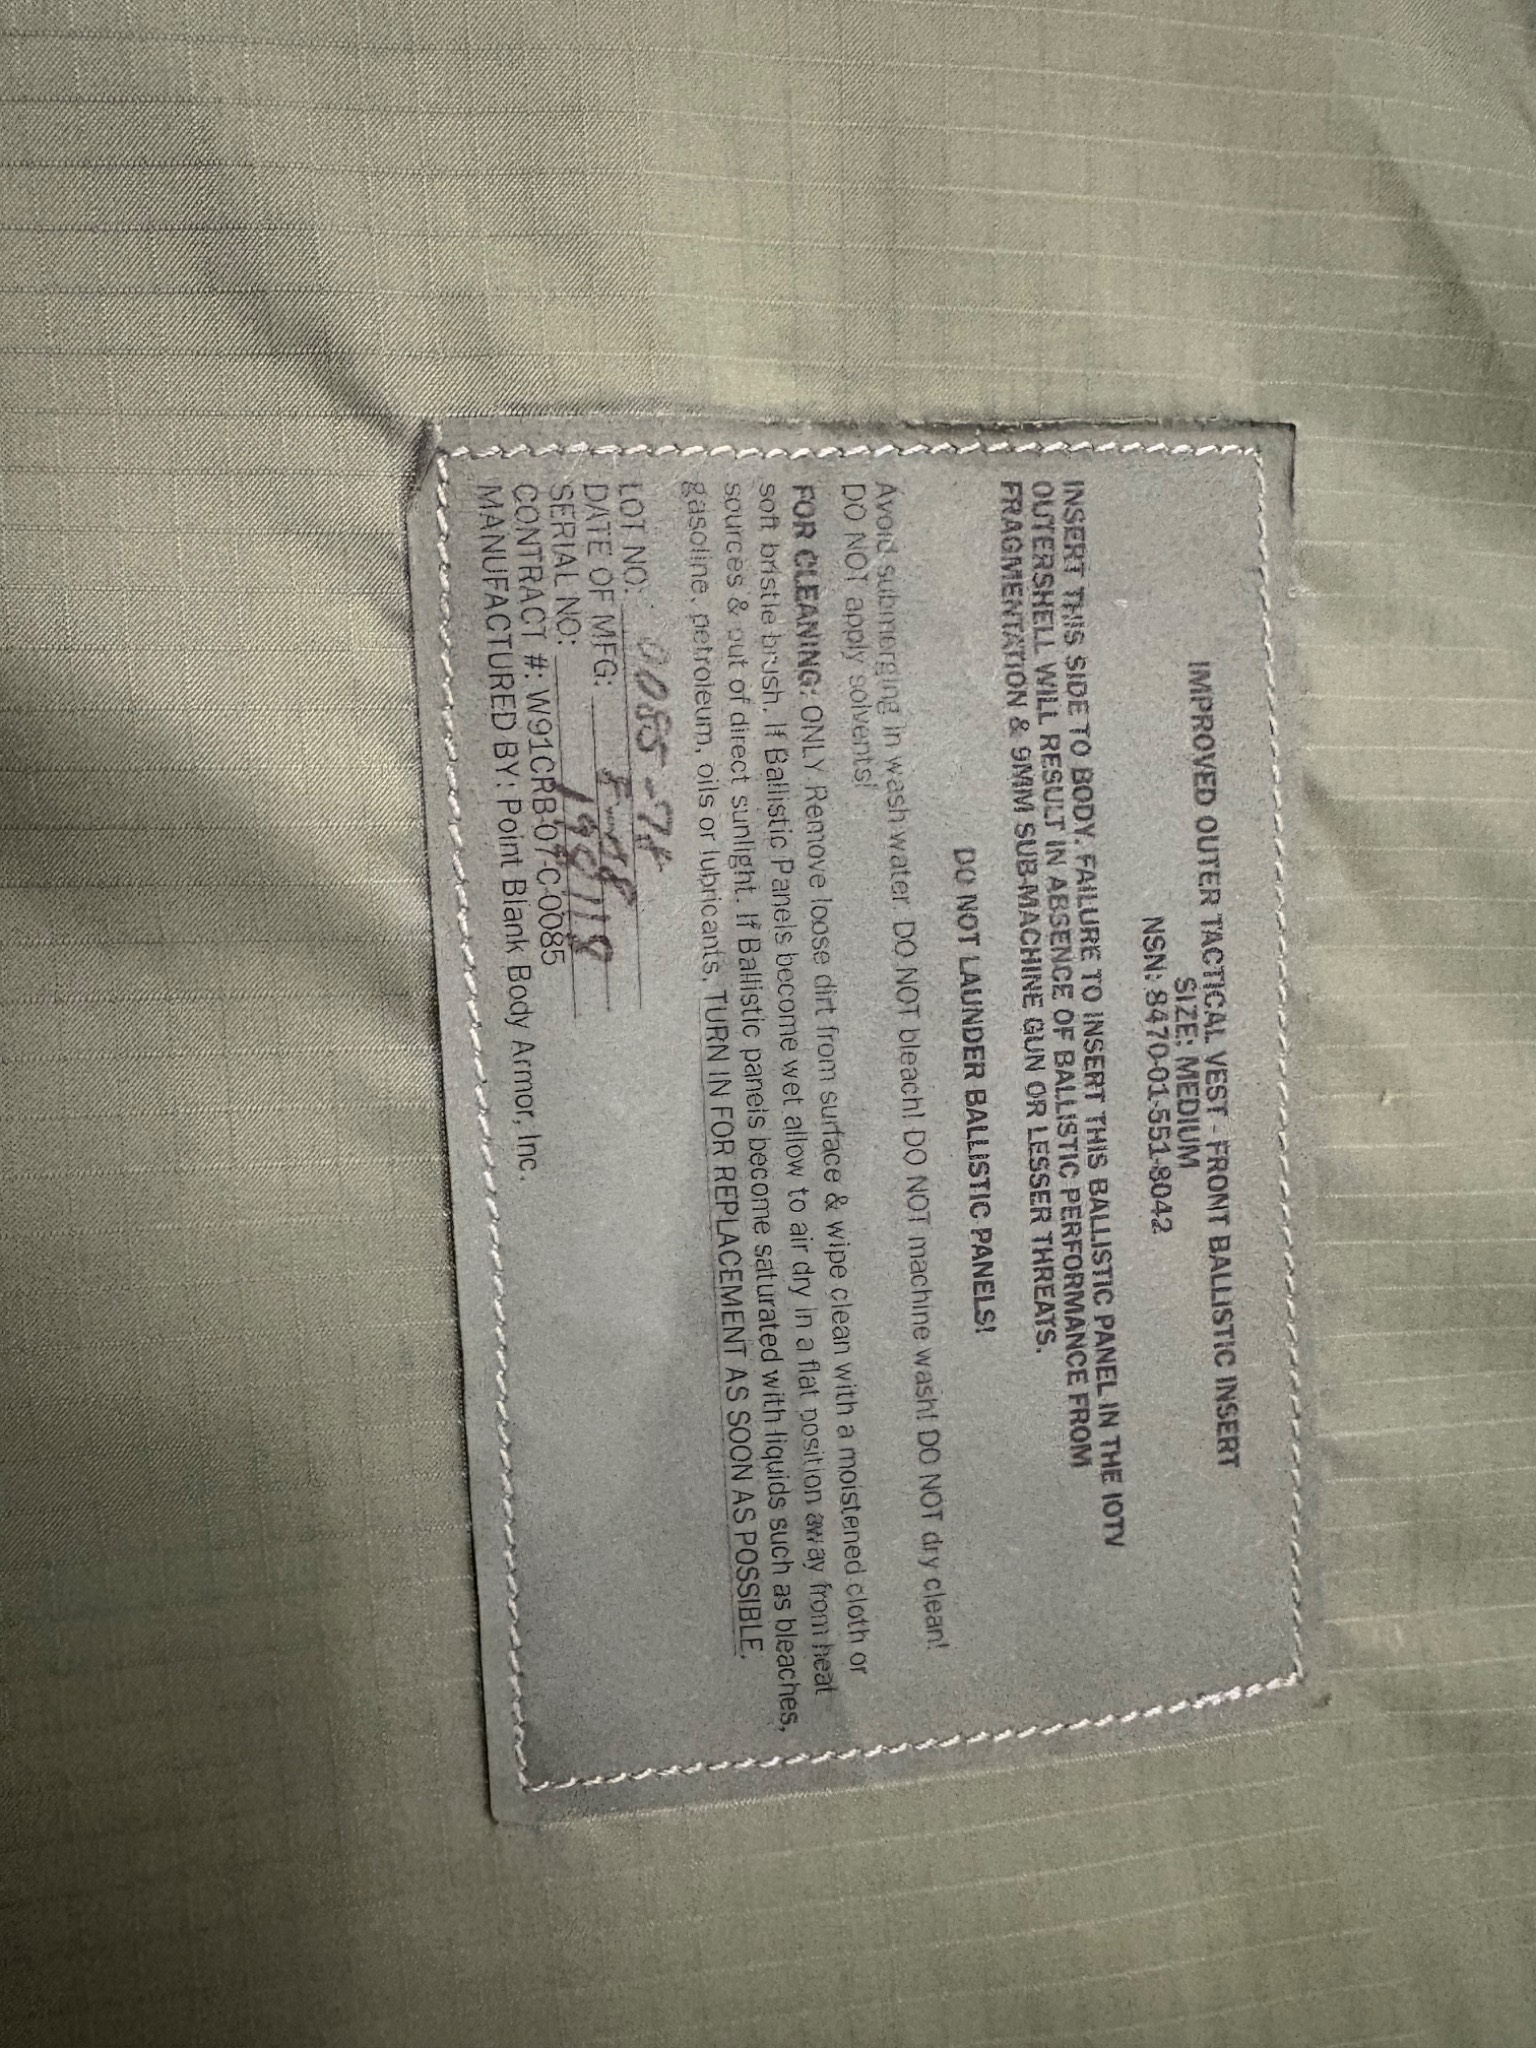 IMPROVED OUTER TACTICAL VEST - FRONT BALLISTIC INSERT
SIZE: MEDIUM
NSN: 8470-01-551-8042
INSERT THIS SIDE TO BODY. FAILURE TO INSERT THIS BALLISTIC PANEL IN THE IOTV
OUTERSHELL WILL RESULT IN ABSENCE OF BALLISTIC PERFORMANCE FROM
FRAGMENTATION & 9MM SUB-MACHINE GUN OR LESSER THREATS.
DO NOT LAUNDER BALLISTIC PANELS!
Avoid submerging in wash water. DO NOT bleach! DO NOT machine wash! DO NOT dry clean!
DO NOT apply solvents!
FOR CLEANING: ONLY Remove loose dirt from surface & wipe clean with a moistened cloth or
soft bristle brush. If Ballistic Panels become wet allow to air dry in a flat position away from heat
sources & out of direct sunlight. If Ballistic panels become saturated with liquids such as bleaches,
gasoline, petroleum, oils or lubricants, TURN IN FOR REPLACEMENT AS SOON AS POSSIBLE.
LOT NO:
DATE OF MFG:
SERIAL NO:
CONTRACT #: W91CRB-07-C-0085
MANUFACTURED BY: Point Blank Body Armor, Inc.